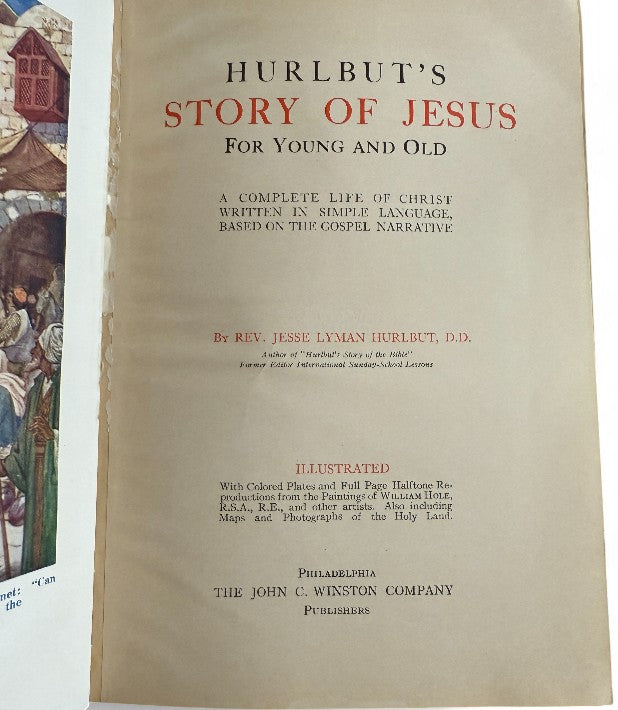 HURLBUT'S
STORY OF JESUS
FOR YOUNG AND OLD
A COMPLETE LIFE OF CHRIST
WRITTEN IN SIMPLE LANGUAGE,
BASED ON THE GOSPEL NARRATIVE
BY REV. JESSE LYMAN HURLBUT, D.D.
Author of "Hurlbut's Story of the Bible"
Former Editor International Sunday-School Lessons
ILLUSTRATED
With Colored Plates and Full Page Halftone Re-
productions from the Paintings of WILLIAM HOLE,
R.S.A., R.E., and other artists. Also including
Maps and Photographs of the Holy Land.
PHILADELPHIA
THE JOHN C. WINSTON COMPANY
PUBLISHERS
net: "Can
the